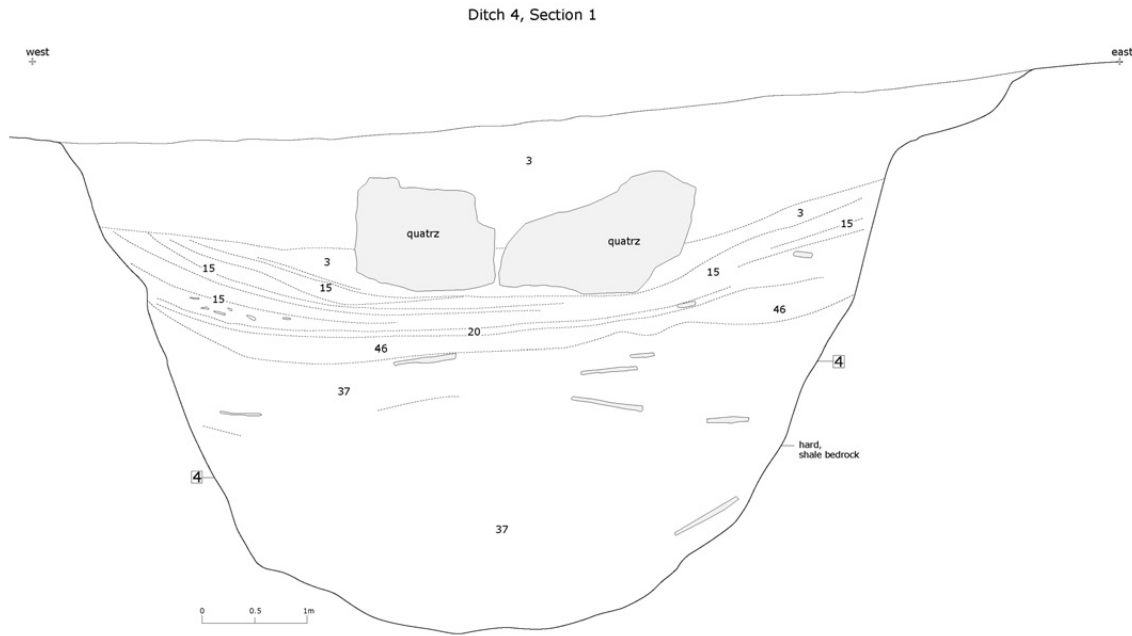 Ditch 4, Section 1
west
east
3
quatrz
quatrz
3
15
15
3
15
15
15
46
20
46
4
37
hard,
shale bedrock
4
37
0
0.5
1m